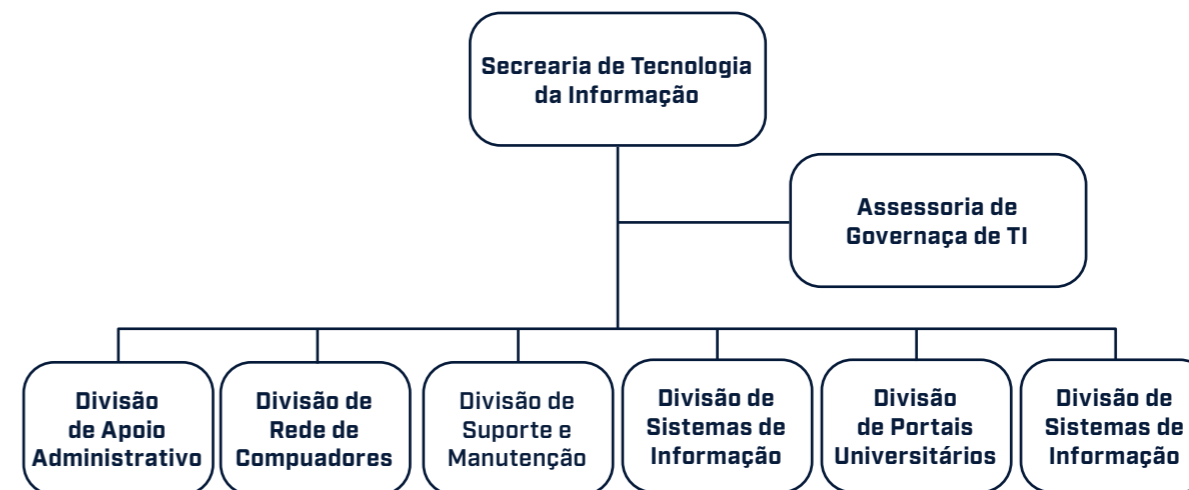 Secrearia de Tecnologia
da Informação
Assessoria de
Governaça de TI
Divisão
de Apoio
Administrativo
Divisão de
Rede de
Compuadores
Divisão de
Suporte e
Manutenção
Divisão de
Sistemas de
Informação
Divisão
de Portais
Universitários
Divisão de
Sistemas de
Informação